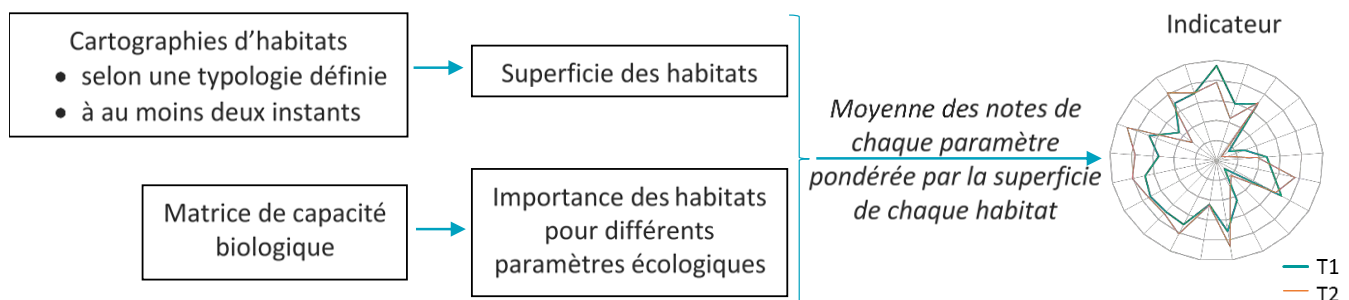 Cartographies d’habitats
• selon une typologie définie
• à au moins deux instants
Superficie des habitats
Matrice de capacité
biologique
Importance des habitats
pour différents
paramètres écologiques
Moyenne des notes de
chaque paramètre
pondérée par la superficie
de chaque habitat
Indicateur
T1
T2